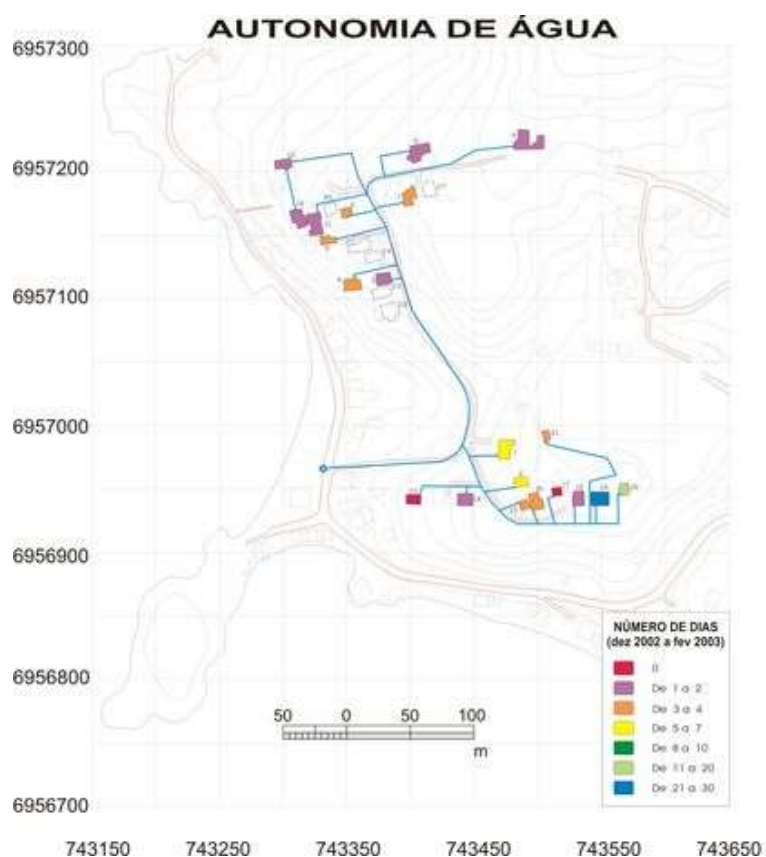 AUTONOMIA DE ÁGUA
6957300
6957200
6957100
6957000
6956900
6956800
6956700
743150 743250 743350 743450 743550 743650
50 0 50 100
m
NÚMERO DE DIAS
(dez 2002 a fev 2003)
0
De 1 a 2
De 3 a 4
De 5 a 7
De 8 a 10
De 11 a 20
De 21 a 30